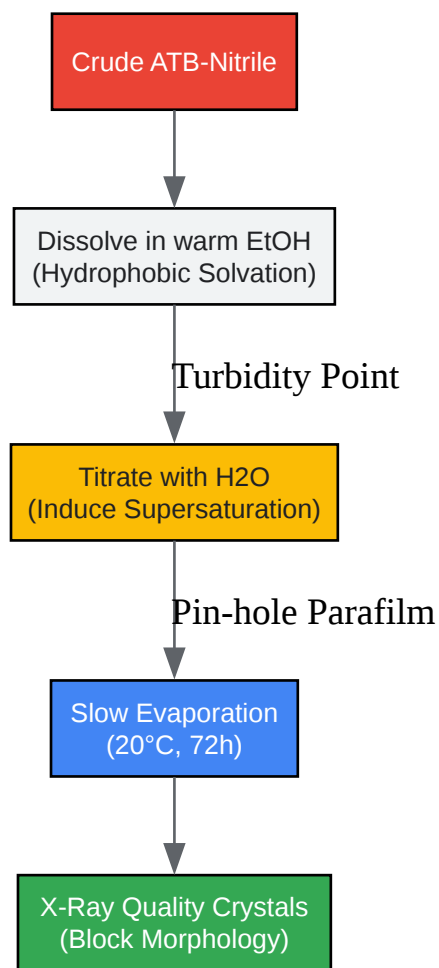 Crude ATB-Nitrile
Dissolve in warm EtOH
(Hydrophobic Solvation)
Turbidity Point
Titrate with H2O
(Induce Supersaturation)
Pin-hole Parafilm
Slow Evaporation
(20°C, 72h)
X-Ray Quality Crystals
(Block Morphology)